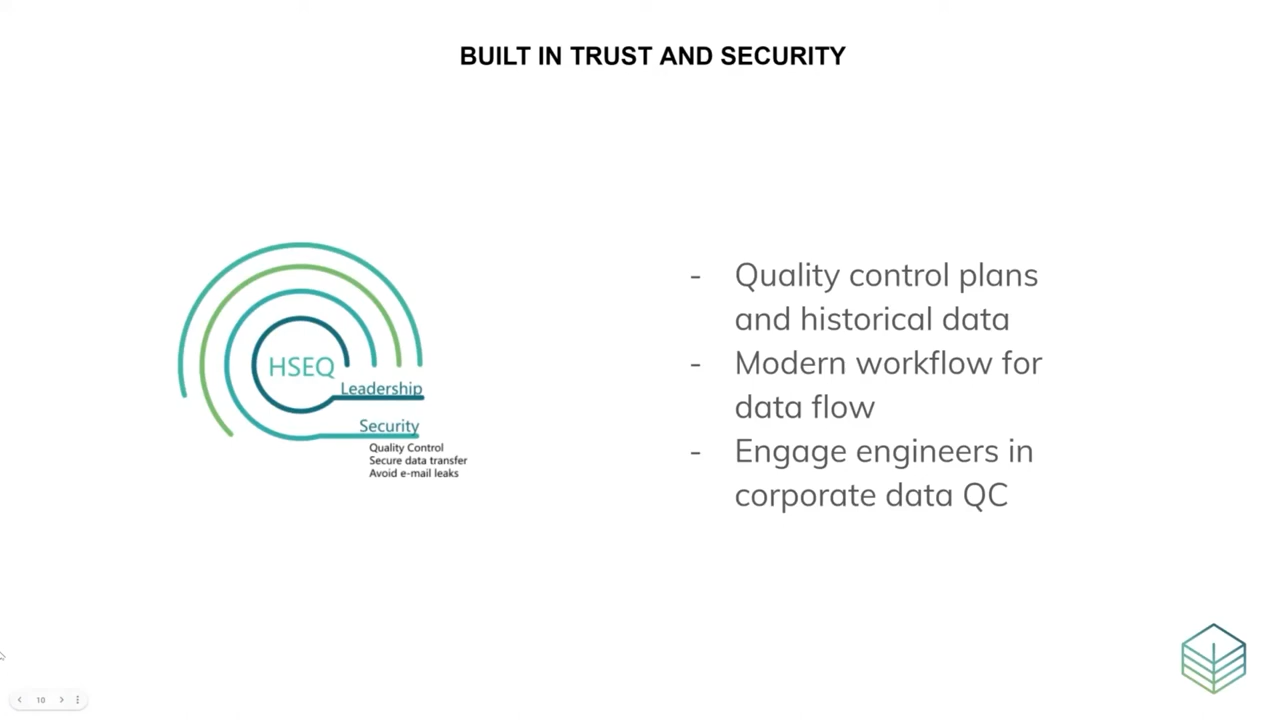 BUILT IN TRUST AND SECURITY
HSEQ
Leadership
Security
Quality Control
Secure data transfer
Avoid e-mail leaks
- Quality control plans
and historical data
- Modern workflow for
data flow
- Engage engineers in
corporate data QC
10